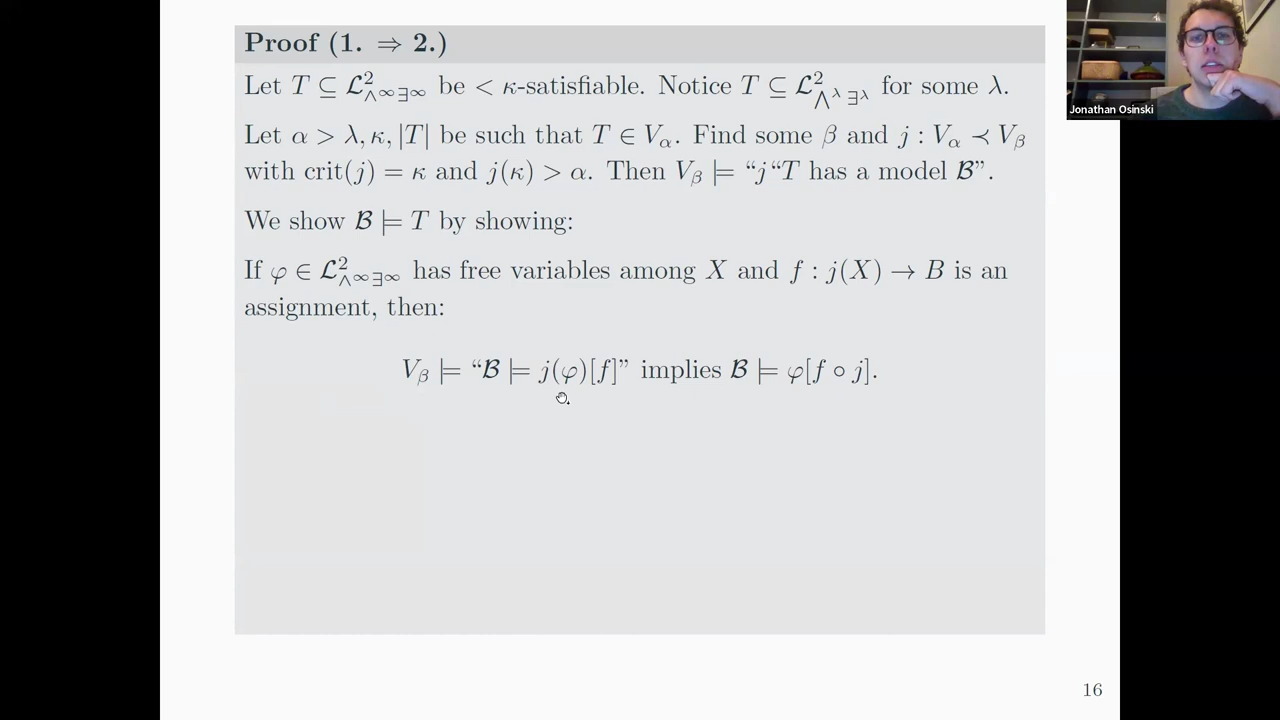 Proof (1. ⇒ 2.)
Let T ⊆ ℒ²_{∧^∞∃^∞} be < κ-satisfiable. Notice T ⊆ ℒ²_{⋀^λ∃^λ} for some λ.
Let α > λ, κ, |T| be such that T ∈ V_α. Find some β and j : V_α ≺ V_β
with crit(j) = κ and j(κ) > α. Then V_β ⊨ “j“T has a model ℬ”.
We show ℬ ⊨ T by showing:
If φ ∈ ℒ²_{∧^∞∃^∞} has free variables among X and f : j(X) → B is an
assignment, then:
V_β ⊨ “ℬ ⊨ j(φ)[f]” implies ℬ ⊨ φ[f ∘ j].
16
Jonathan Osinski